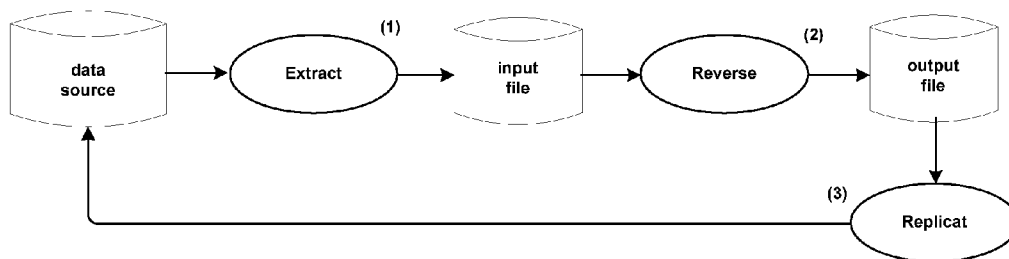 (1)
(2)
data
source
Extract
input
file
Reverse
output
file
(3)
Replicat